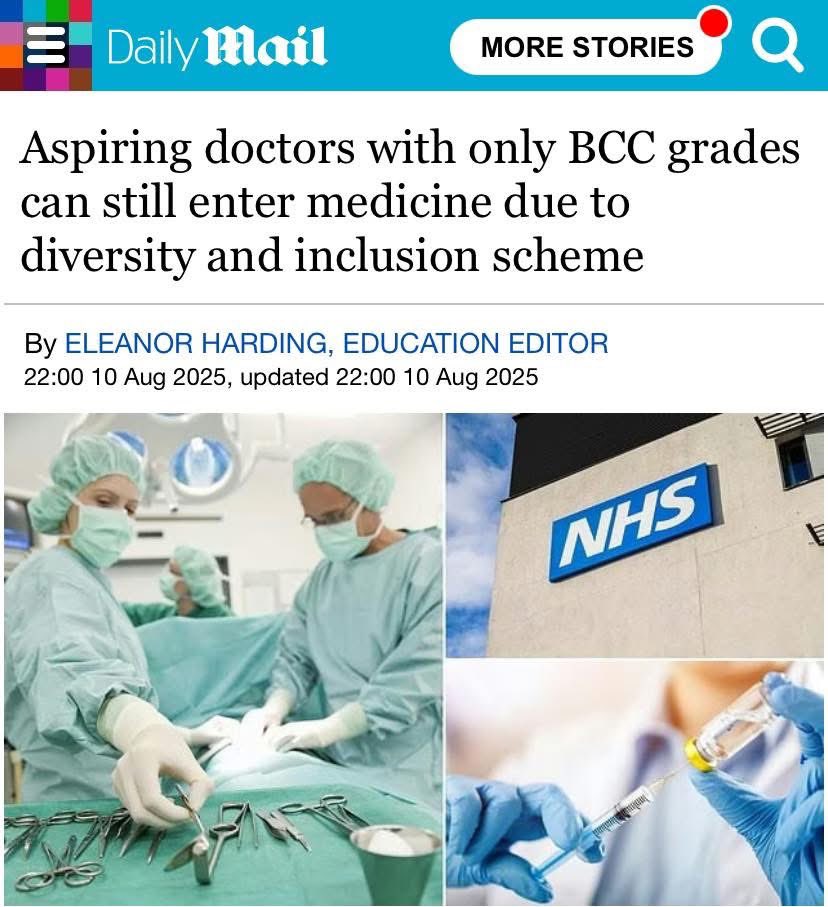 Daily Mail
MORE STORIES
Aspiring doctors with only BCC grades
can still enter medicine due to
diversity and inclusion scheme
By ELEANOR HARDING, EDUCATION EDITOR
22:00 10 Aug 2025, updated 22:00 10 Aug 2025
NHS